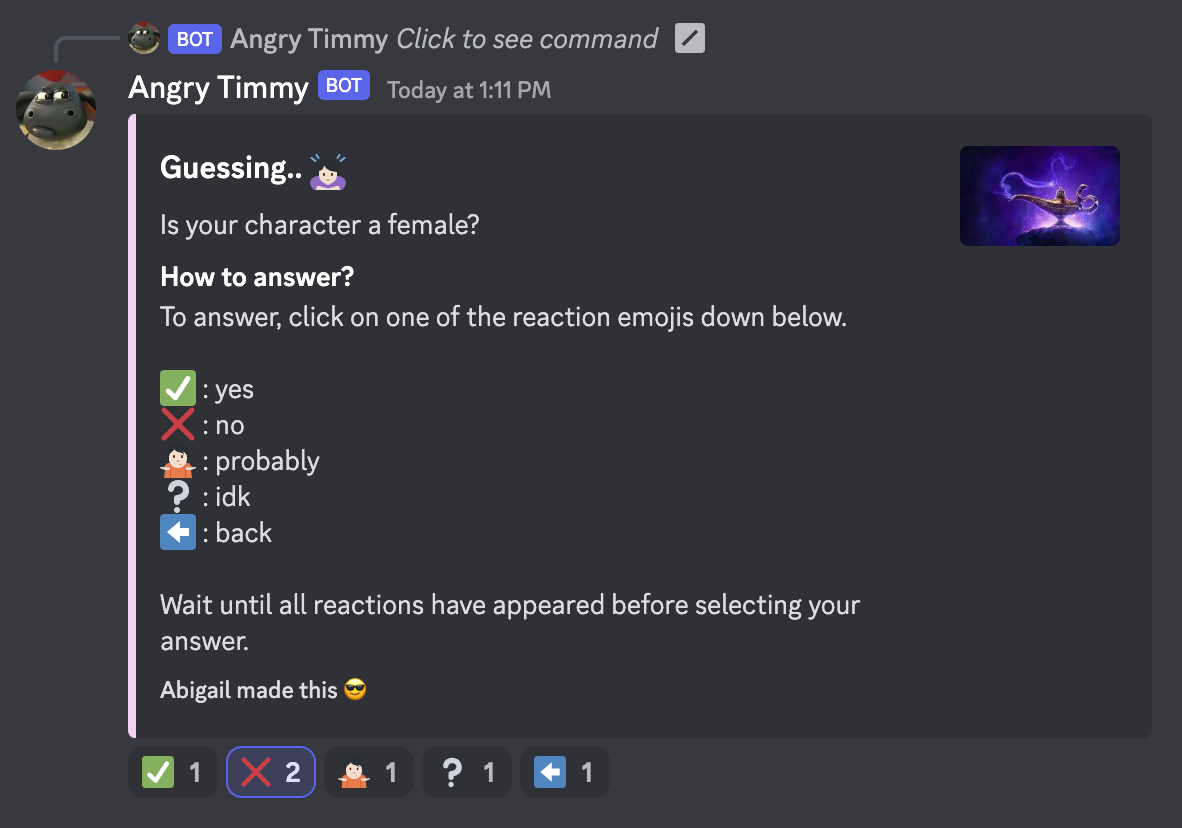 BOT Angry Timmy Click to see command
Angry Timmy BOT Today at 1:11 PM
Guessing..
Is your character a female?
How to answer?
To answer, click on one of the reaction emojis down below.
✅ : yes
❌ : no
🤷🏻 : probably
❔ : idk
⬅️ : back
Wait until all reactions have appeared before selecting your
answer.
Abigail made this 😎
✅ 1 ❌ 2 🤷🏻 1 ❔ 1 ⬅️ 1